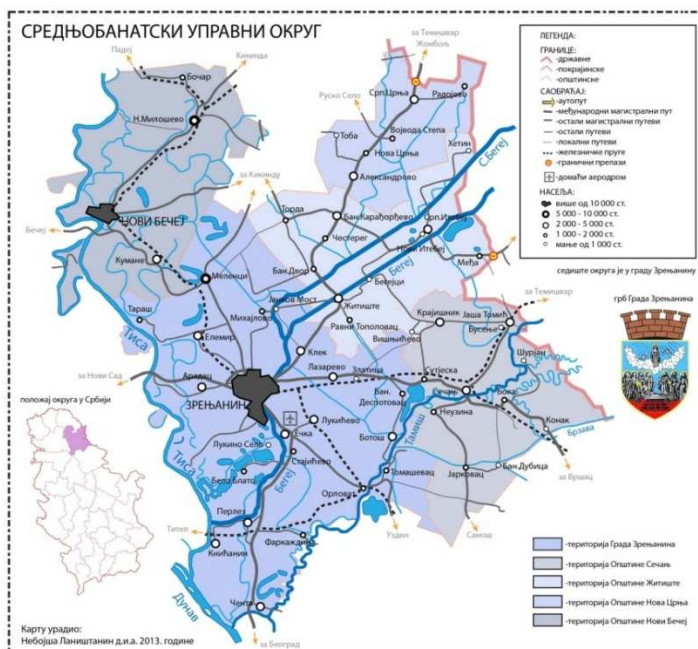 СРЕДЊОБАНАТСКИ УПРАВНИ ОКРУГ
Падеј
Кикинда
Бочар
Н.Милошево
НОВИ БЕЧЕЈ
Бечеј
Кумане
за Кикинду
Меленци
Тараш
Тиса
Елемир
Михајлово
Јанков Мост
Клек
за Нови Сад
Арадац
ЗРЕЊАНИН
за Темишвар
Жомбољ
Срп.Црња
Радојево
Руско Село
Војвода Степа
Тоба
Хетин
Нова Црња
Александрово
С.Бегеј
Торда
Бан.Карађорђево
Срп.Итебеј
Честерег
Нови Итебеј
Међа
Бан.Двор
Бегеј
Бегејци
Житиште
Равни Тополовац
Вишњићево
Крајишник
Јаша Томић
Бусење
за Темишвар
Шурјан
Лазарево
Златица
Сутјеска
Бан.
Деспотовац
Сечањ
Бока
Неузина
Конак
Брзава
Тамиш
Лукићево
Ечка
Ботош
Лукино Село
Стајићево
Бегеј
Бело Блато
Томашевац
Јарковац
Бан.Дубица
за Вршац
Тиса
Орловат
Перлез
Тител
Уздин
Самош
Фаркаждин
Книћанин
Дунав
Чента
за Београд
ЛЕГЕНДА:
ГРАНИЦЕ:
-државне
-покрајинске
-општинске
САОБРАЋАЈ:
-аутопут
-међународни магистрални пут
-остали магистрални путеви
-остали путеви
-локални путеви
-железничке пруге
-гранични прелази
-домаћи аеродром
НАСЕЉА:
више од 10 000 ст.
5 000 - 10 000 ст.
2 000 - 5 000 ст.
1 000 - 2 000 ст.
мање од 1 000 ст.
седиште округа је у граду Зрењанину
грб Града Зрењанина
положај округа у Србији
-територија Града Зрењанина
-територија Општине Сечањ
-територија Општине Житиште
-територија Општине Нова Црња
-територија Општине Нови Бечеј
Карту урадио:
Небојша Лаништанин д.и.а. 2013. године